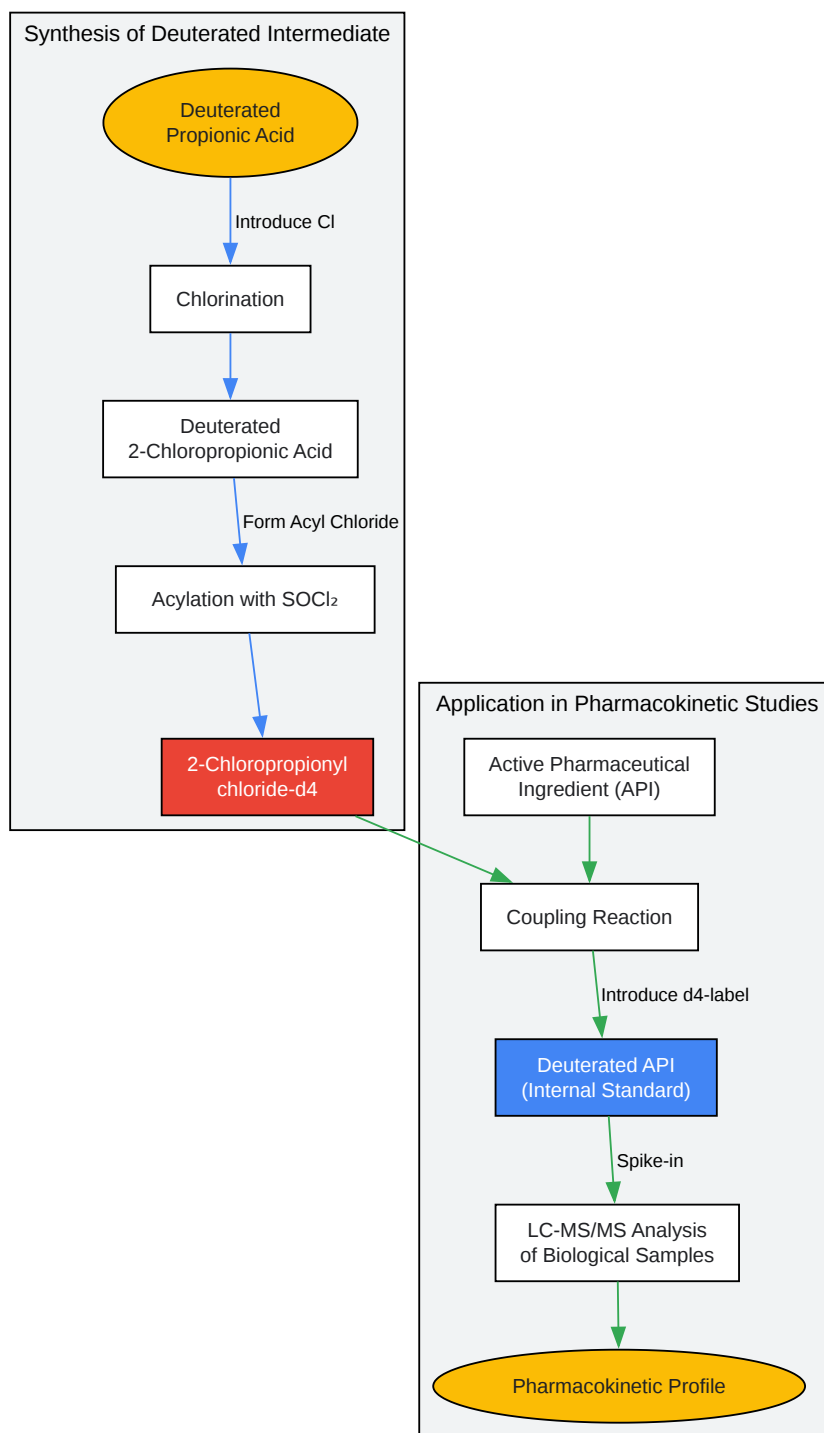 Synthesis of Deuterated Intermediate
Deuterated
Propionic Acid
Introduce Cl
Chlorination
Deuterated
2-Chloropropionic Acid
Form Acyl Chloride
Acylation with SOCl₂
2-Chloropropionyl
chloride-d4
Application in Pharmacokinetic Studies
Active Pharmaceutical
Ingredient (API)
Coupling Reaction
Introduce d4-label
Deuterated API
(Internal Standard)
Spike-in
LC-MS/MS Analysis
of Biological Samples
Pharmacokinetic Profile